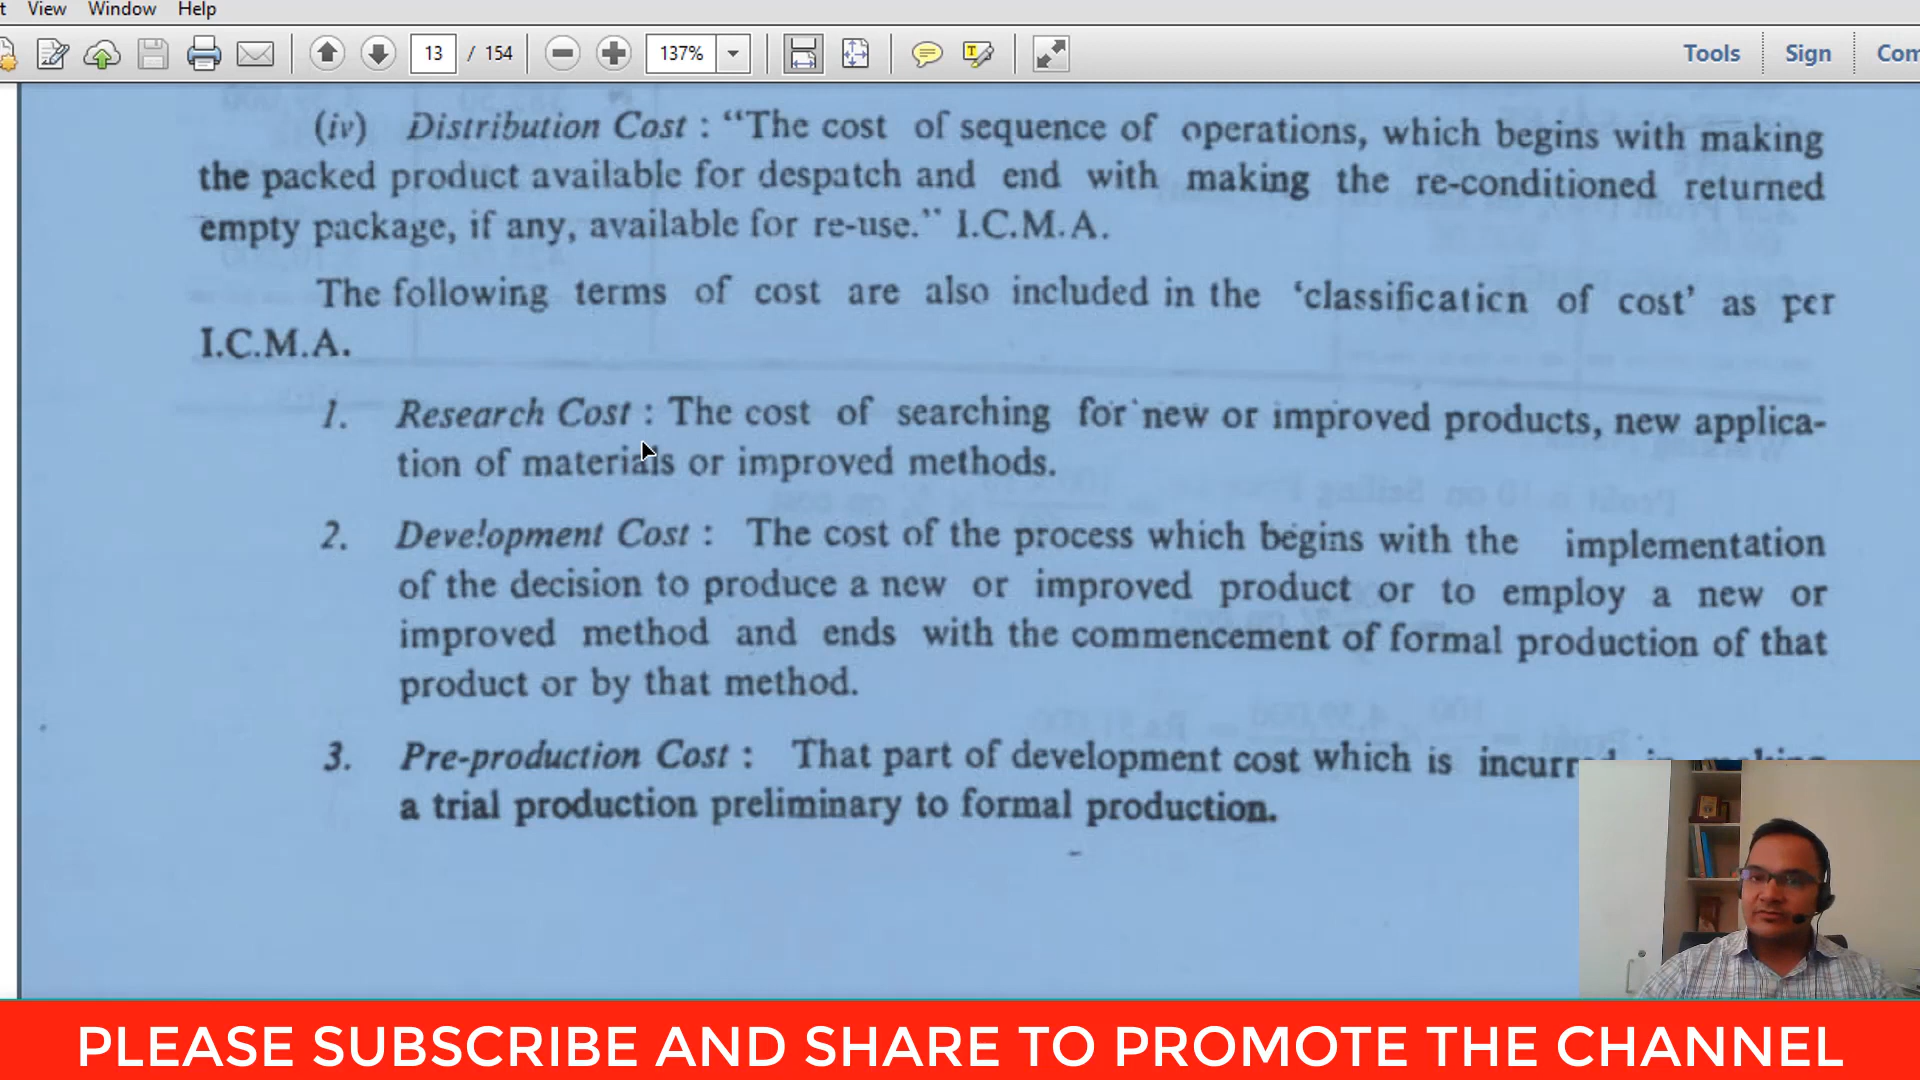 View Window Help
13 / 154 137% Tools Sign
(iv) Distribution Cost : “The cost of sequence of operations, which begins with making
the packed product available for despatch and end with making the re-conditioned returned
empty package, if any, available for re-use.” I.C.M.A.
The following terms of cost are also included in the ‘classificaticn of cost’ as per
I.C.M.A.
1. Research Cost : The cost of searching for new or improved products, new applica-
tion of materials or improved methods.
2. Development Cost : The cost of the process which begins with the implementation
of the decision to produce a new or improved product or to employ a new or
improved method and ends with the commencement of formal production of that
product or by that method.
3. Pre-production Cost : That part of development cost which is
a trial production preliminary to formal production.
PLEASE SUBSCRIBE AND SHARE TO PROMOTE THE CHANNEL